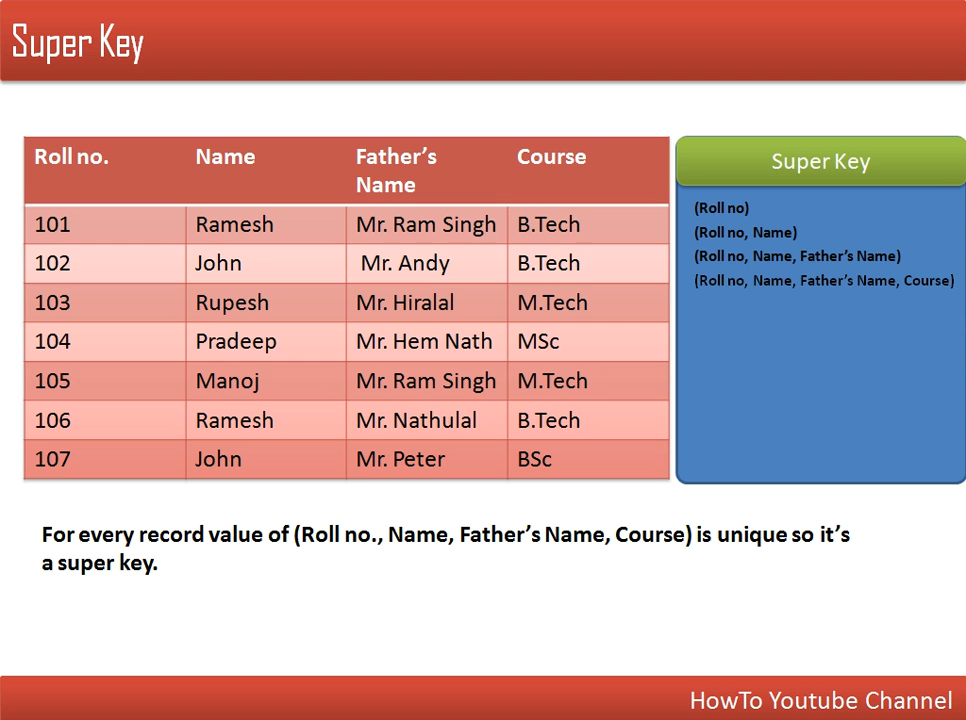 Super Key
Roll no. Name Father's Name Course
101 Ramesh Mr. Ram Singh B.Tech
102 John Mr. Andy B.Tech
103 Rupesh Mr. Hiralal M.Tech
104 Pradeep Mr. Hem Nath MSc
105 Manoj Mr. Ram Singh M.Tech
106 Ramesh Mr. Nathulal B.Tech
107 John Mr. Peter BSc
Super Key
(Roll no)
(Roll no, Name)
(Roll no, Name, Father's Name)
(Roll no, Name, Father's Name, Course)
For every record value of (Roll no., Name, Father's Name, Course) is unique so it's
a super key.
HowTo Youtube Channel